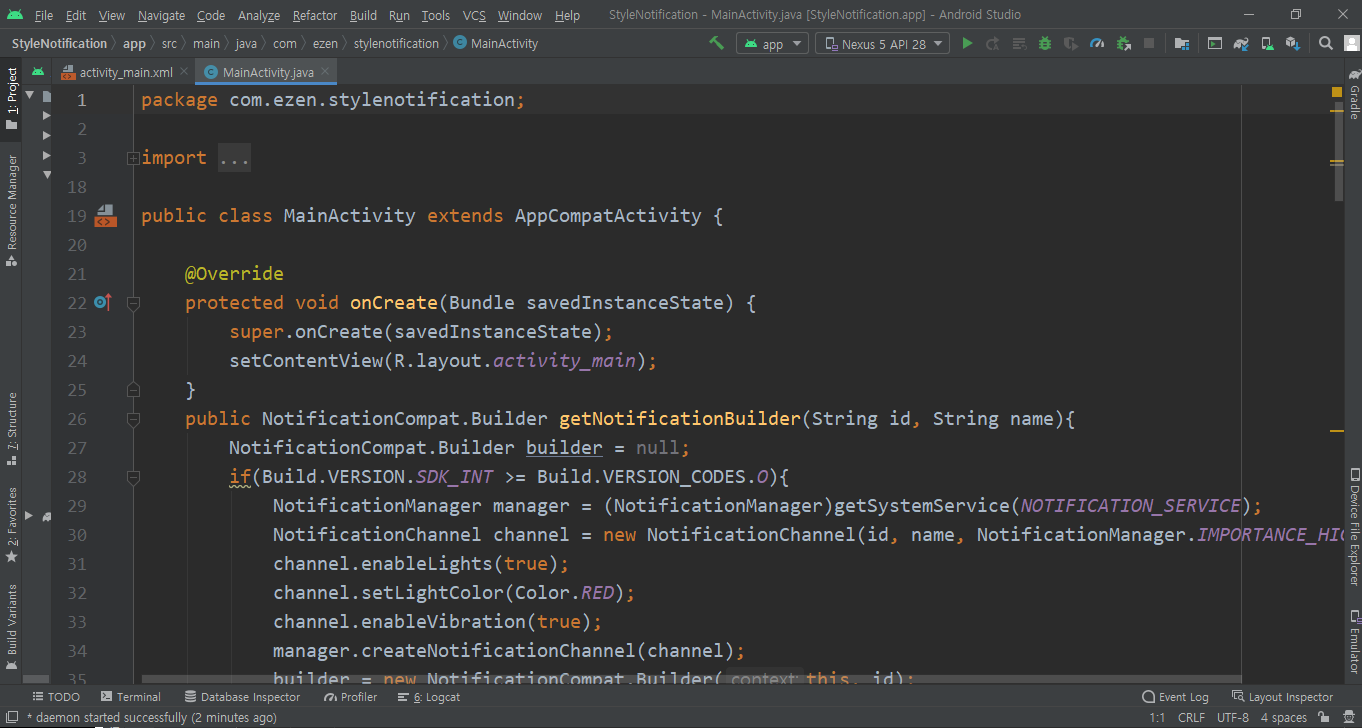 File Edit View Navigate Code Analyze Refactor Build Run Tools VCS Window Help StyleNotification - MainActivity.java [StyleNotification.app] - Android Studio
StyleNotification app src main java com ezen stylenotification MainActivity app Nexus 5 API 28
activity_main.xml MainActivity.java
1: Project
Resource Manager
7: Structure
2: Favorites
Build Variants
1 package com.ezen.stylenotification;
2
3 import ...
18
19 public class MainActivity extends AppCompatActivity {
20
21 @Override
22 protected void onCreate(Bundle savedInstanceState) {
23 super.onCreate(savedInstanceState);
24 setContentView(R.layout.activity_main);
25 }
26 public NotificationCompat.Builder getNotificationBuilder(String id, String name){
27 NotificationCompat.Builder builder = null;
28 if(Build.VERSION.SDK_INT >= Build.VERSION_CODES.O){
29 NotificationManager manager = (NotificationManager)getSystemService(NOTIFICATION_SERVICE);
30 NotificationChannel channel = new NotificationChannel(id, name, NotificationManager.IMPORTANCE_HI
31 channel.enableLights(true);
32 channel.setLightColor(Color.RED);
33 channel.enableVibration(true);
34 manager.createNotificationChannel(channel);
35 builder = new NotificationCompat.Builder( context: this, id);
Gradle
Device File Explorer
Emulator
TODO Terminal Database Inspector Profiler 6: Logcat Event Log Layout Inspector
* daemon started successfully (2 minutes ago) 1:1 CRLF UTF-8 4 spaces